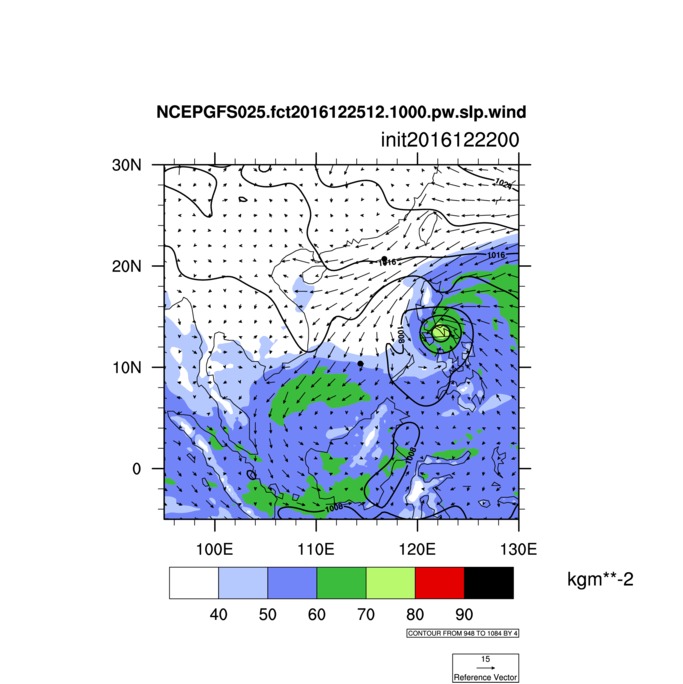 NCEPGFS025.fct2016122512.1000.pw.slp.wind
init2016122200
30N
1024
1016
20N
1016
1008
10N
1008
0
1008
100E 110E 120E 130E
kgm**-2
40 50 60 70 80 90
CONTOUR FROM 948 TO 1084 BY 4
15
Reference Vector